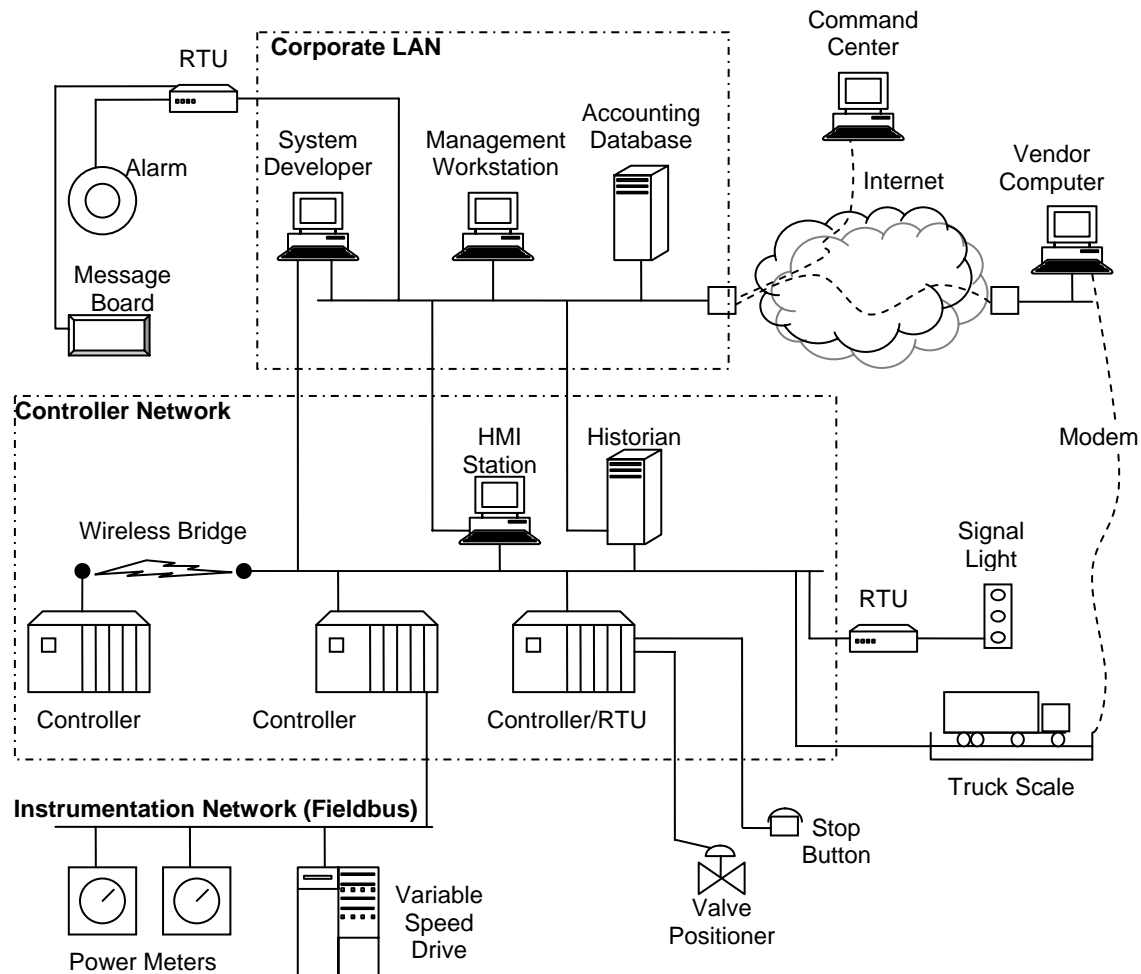 Command
Center
Corporate LAN
RTU
Accounting
Database
System
Developer
Management
Workstation
Vendor
Computer
Internet
Alarm
Message
Board
Controller Network
HMI
Station
Historian
Modem
Wireless Bridge
Signal
Light
RTU
Controller
Controller
Controller/RTU
Truck Scale
Instrumentation Network (Fieldbus)
Stop
Button
Variable
Speed
Drive
Valve
Positioner
Power Meters